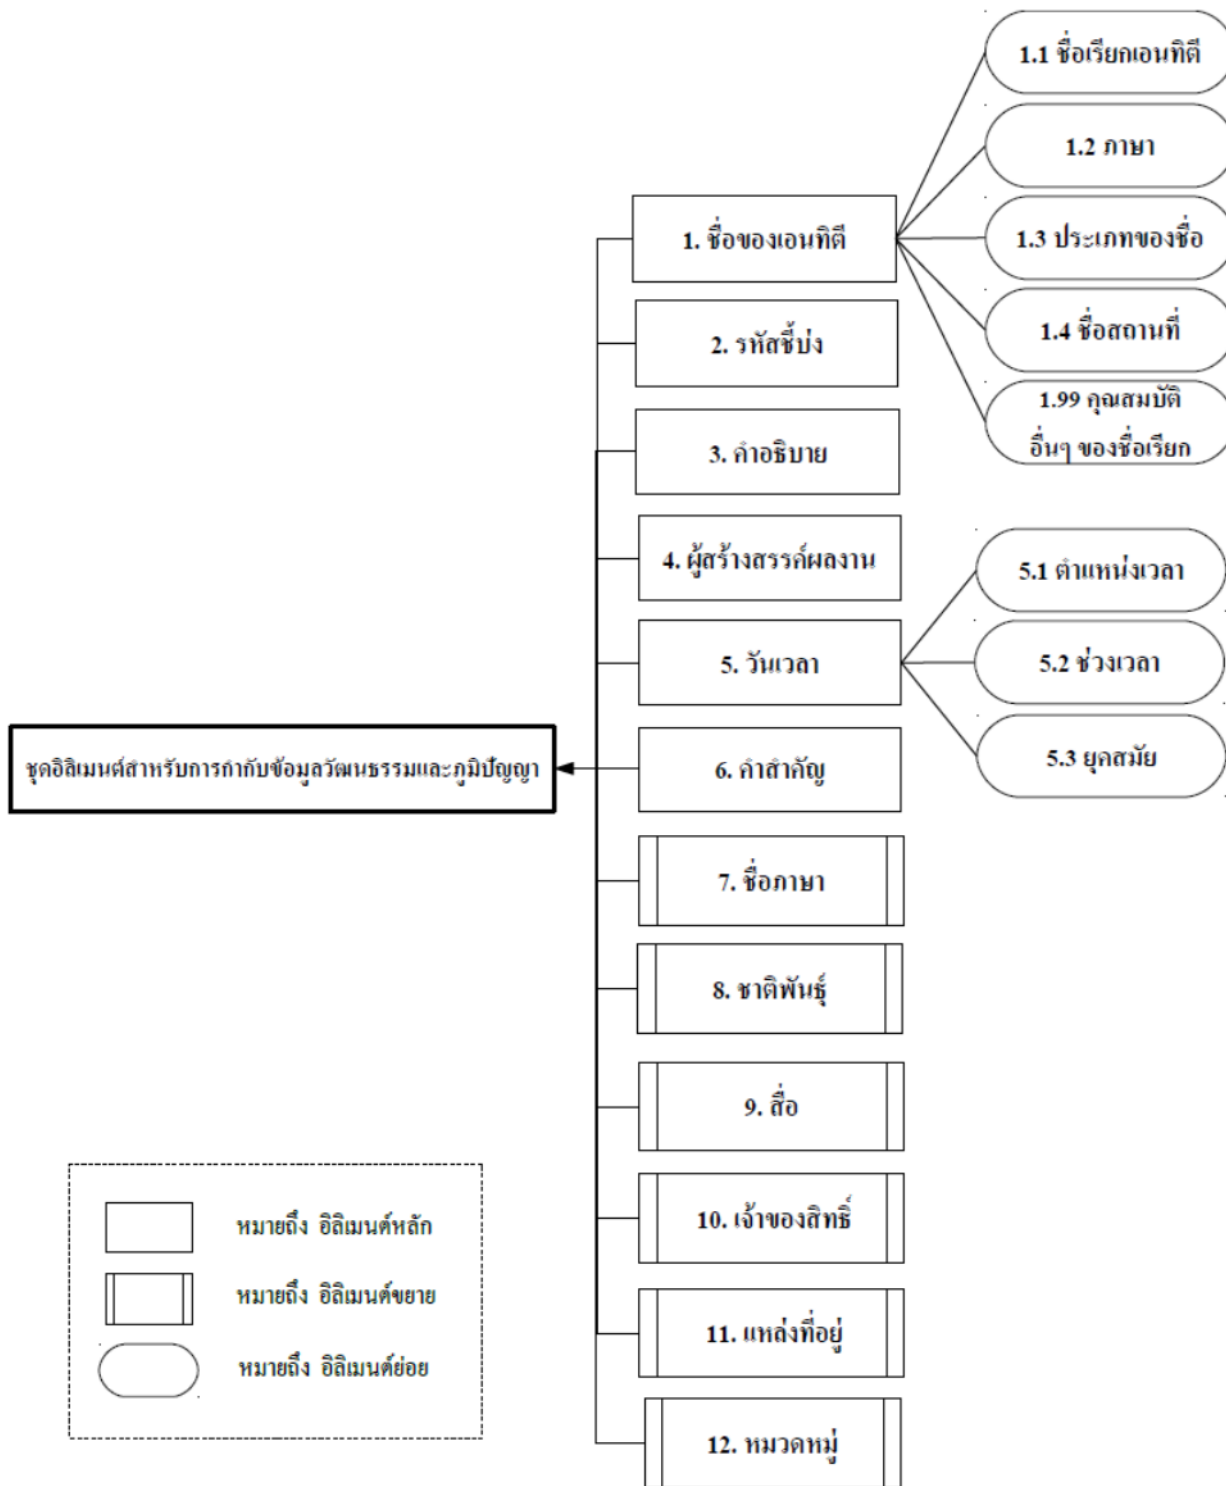 1.1 ชื่อเรียกเอนทิตี
1.2 ภาษา
1. ชื่อของเอนทิตี
1.3 ประเภทของชื่อ
2. รหัสชี้บ่ง
1.4 ชื่อสถานที่
1.99 คุณสมบัติ
อื่นๆ ของชื่อเรียก
3. คำอธิบาย
4. ผู้สร้างสรรค์ผลงาน
5.1 ตำแหน่งเวลา
5. วันเวลา
5.2 ช่วงเวลา
5.3 ยุคสมัย
ชุดอิลิเมนต์สำหรับการกำกับข้อมูลวัฒนธรรมและภูมิปัญญา
6. คำสำคัญ
7. ชื่อภาษา
8. ชาติพันธุ์
9. สื่อ
10. เจ้าของสิทธิ์
11. แหล่งที่อยู่
12. หมวดหมู่
หมายถึง อิลิเมนต์หลัก
หมายถึง อิลิเมนต์ขยาย
หมายถึง อิลิเมนต์ย่อย